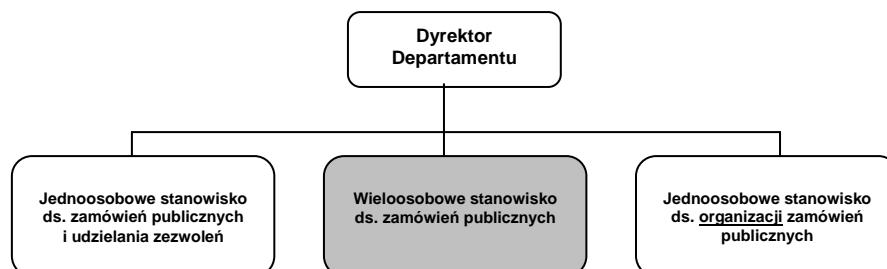 Dyrektor
Departamentu
Jednoosobowe stanowisko
ds. zamówień publicznych
i udzielania zezwoleń
Wieloosobowe stanowisko
ds. zamówień publicznych
Jednoosobowe stanowisko
ds. organizacji zamówień
publicznych